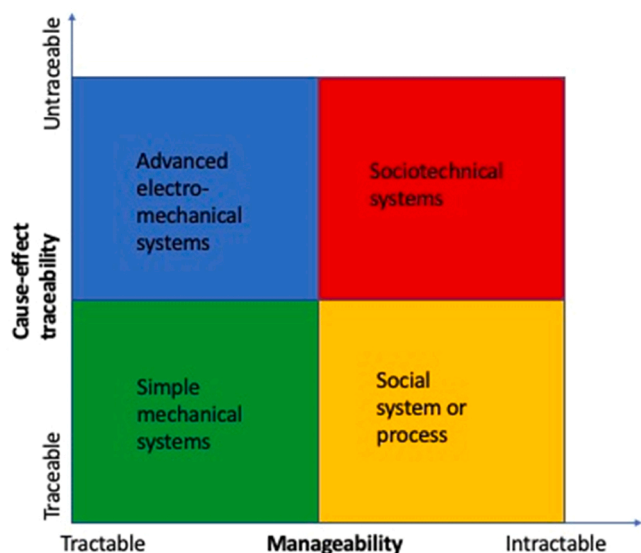 Untraceable
Cause-effect
traceability
Traceable
Advanced
electro-
mechanical
systems
Sociotechnical
systems
Simple
mechanical
systems
Social
system or
process
Tractable
Manageability
Intractable